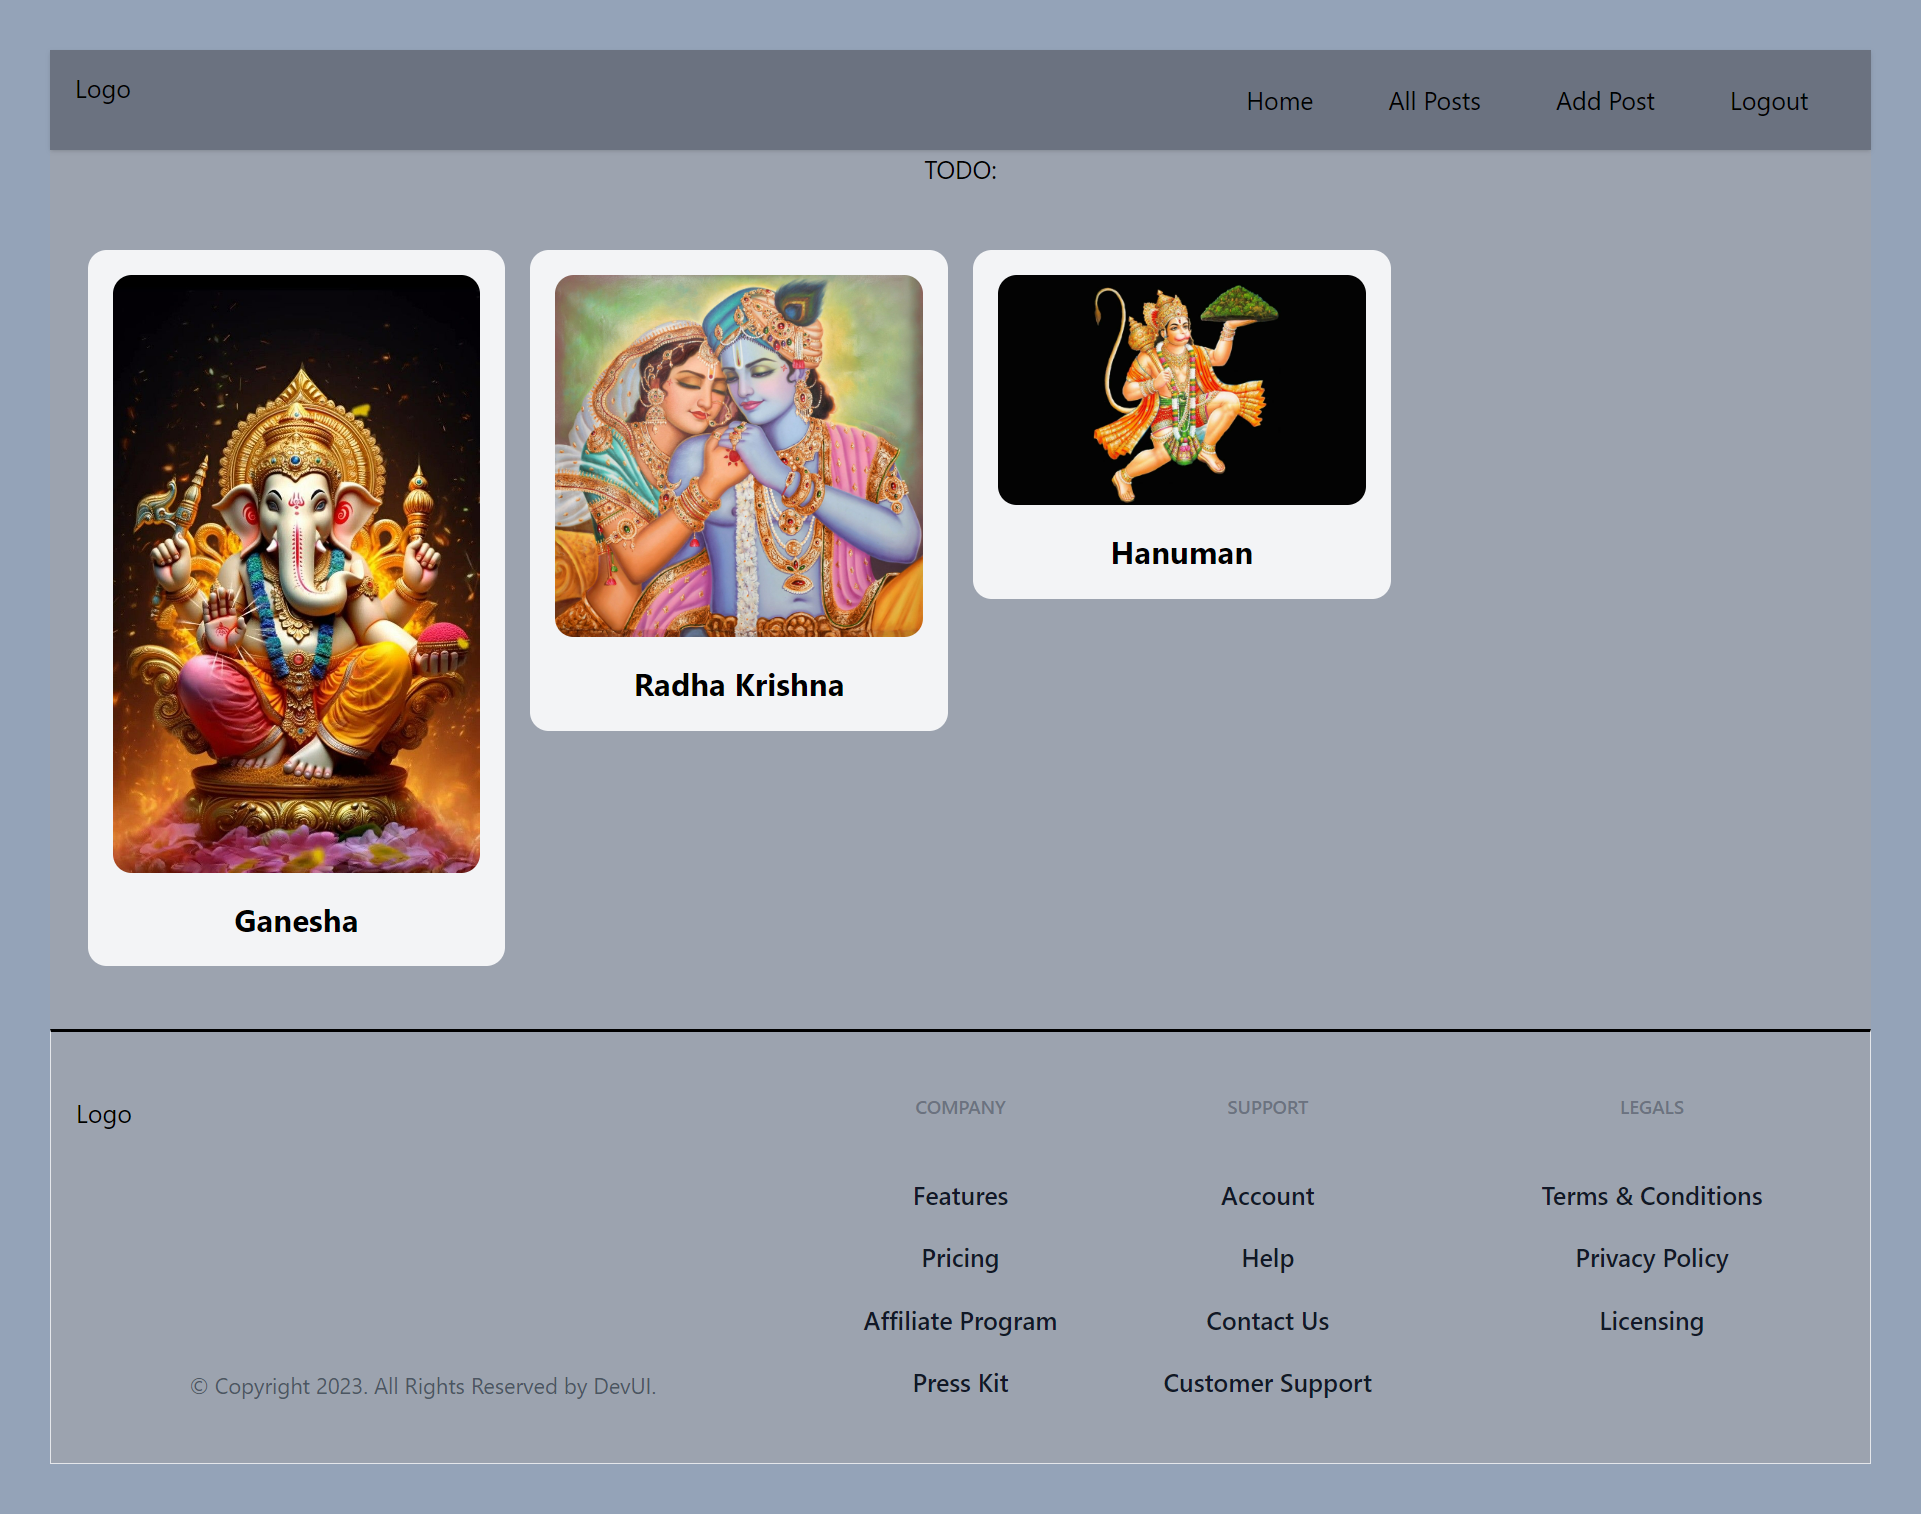 Logo
Home
All Posts
Add Post
Logout
TODO:
Ganesha
Radha Krishna
Hanuman
Logo
© Copyright 2023. All Rights Reserved by DevUI.
COMPANY
Features
Pricing
Affiliate Program
Press Kit
SUPPORT
Account
Help
Contact Us
Customer Support
LEGALS
Terms & Conditions
Privacy Policy
Licensing